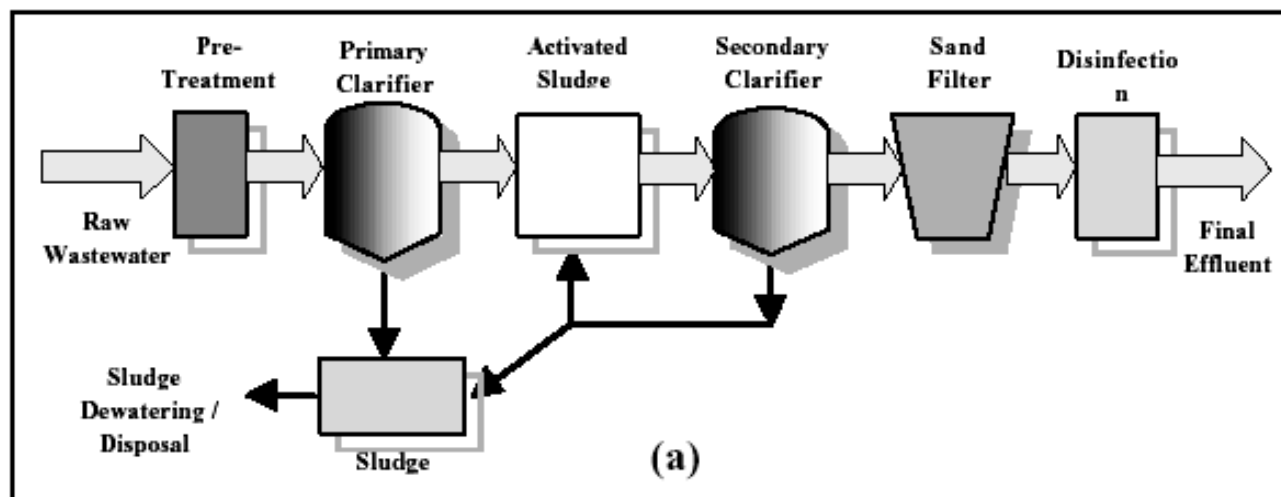 Pre-
Treatment
Primary
Clarifier
Activated
Sludge
Secondary
Clarifier
Sand
Filter
Disinfectio
n
Raw
Wastewater
Final
Effluent
Sludge
Dewatering /
Disposal
Sludge
(a)